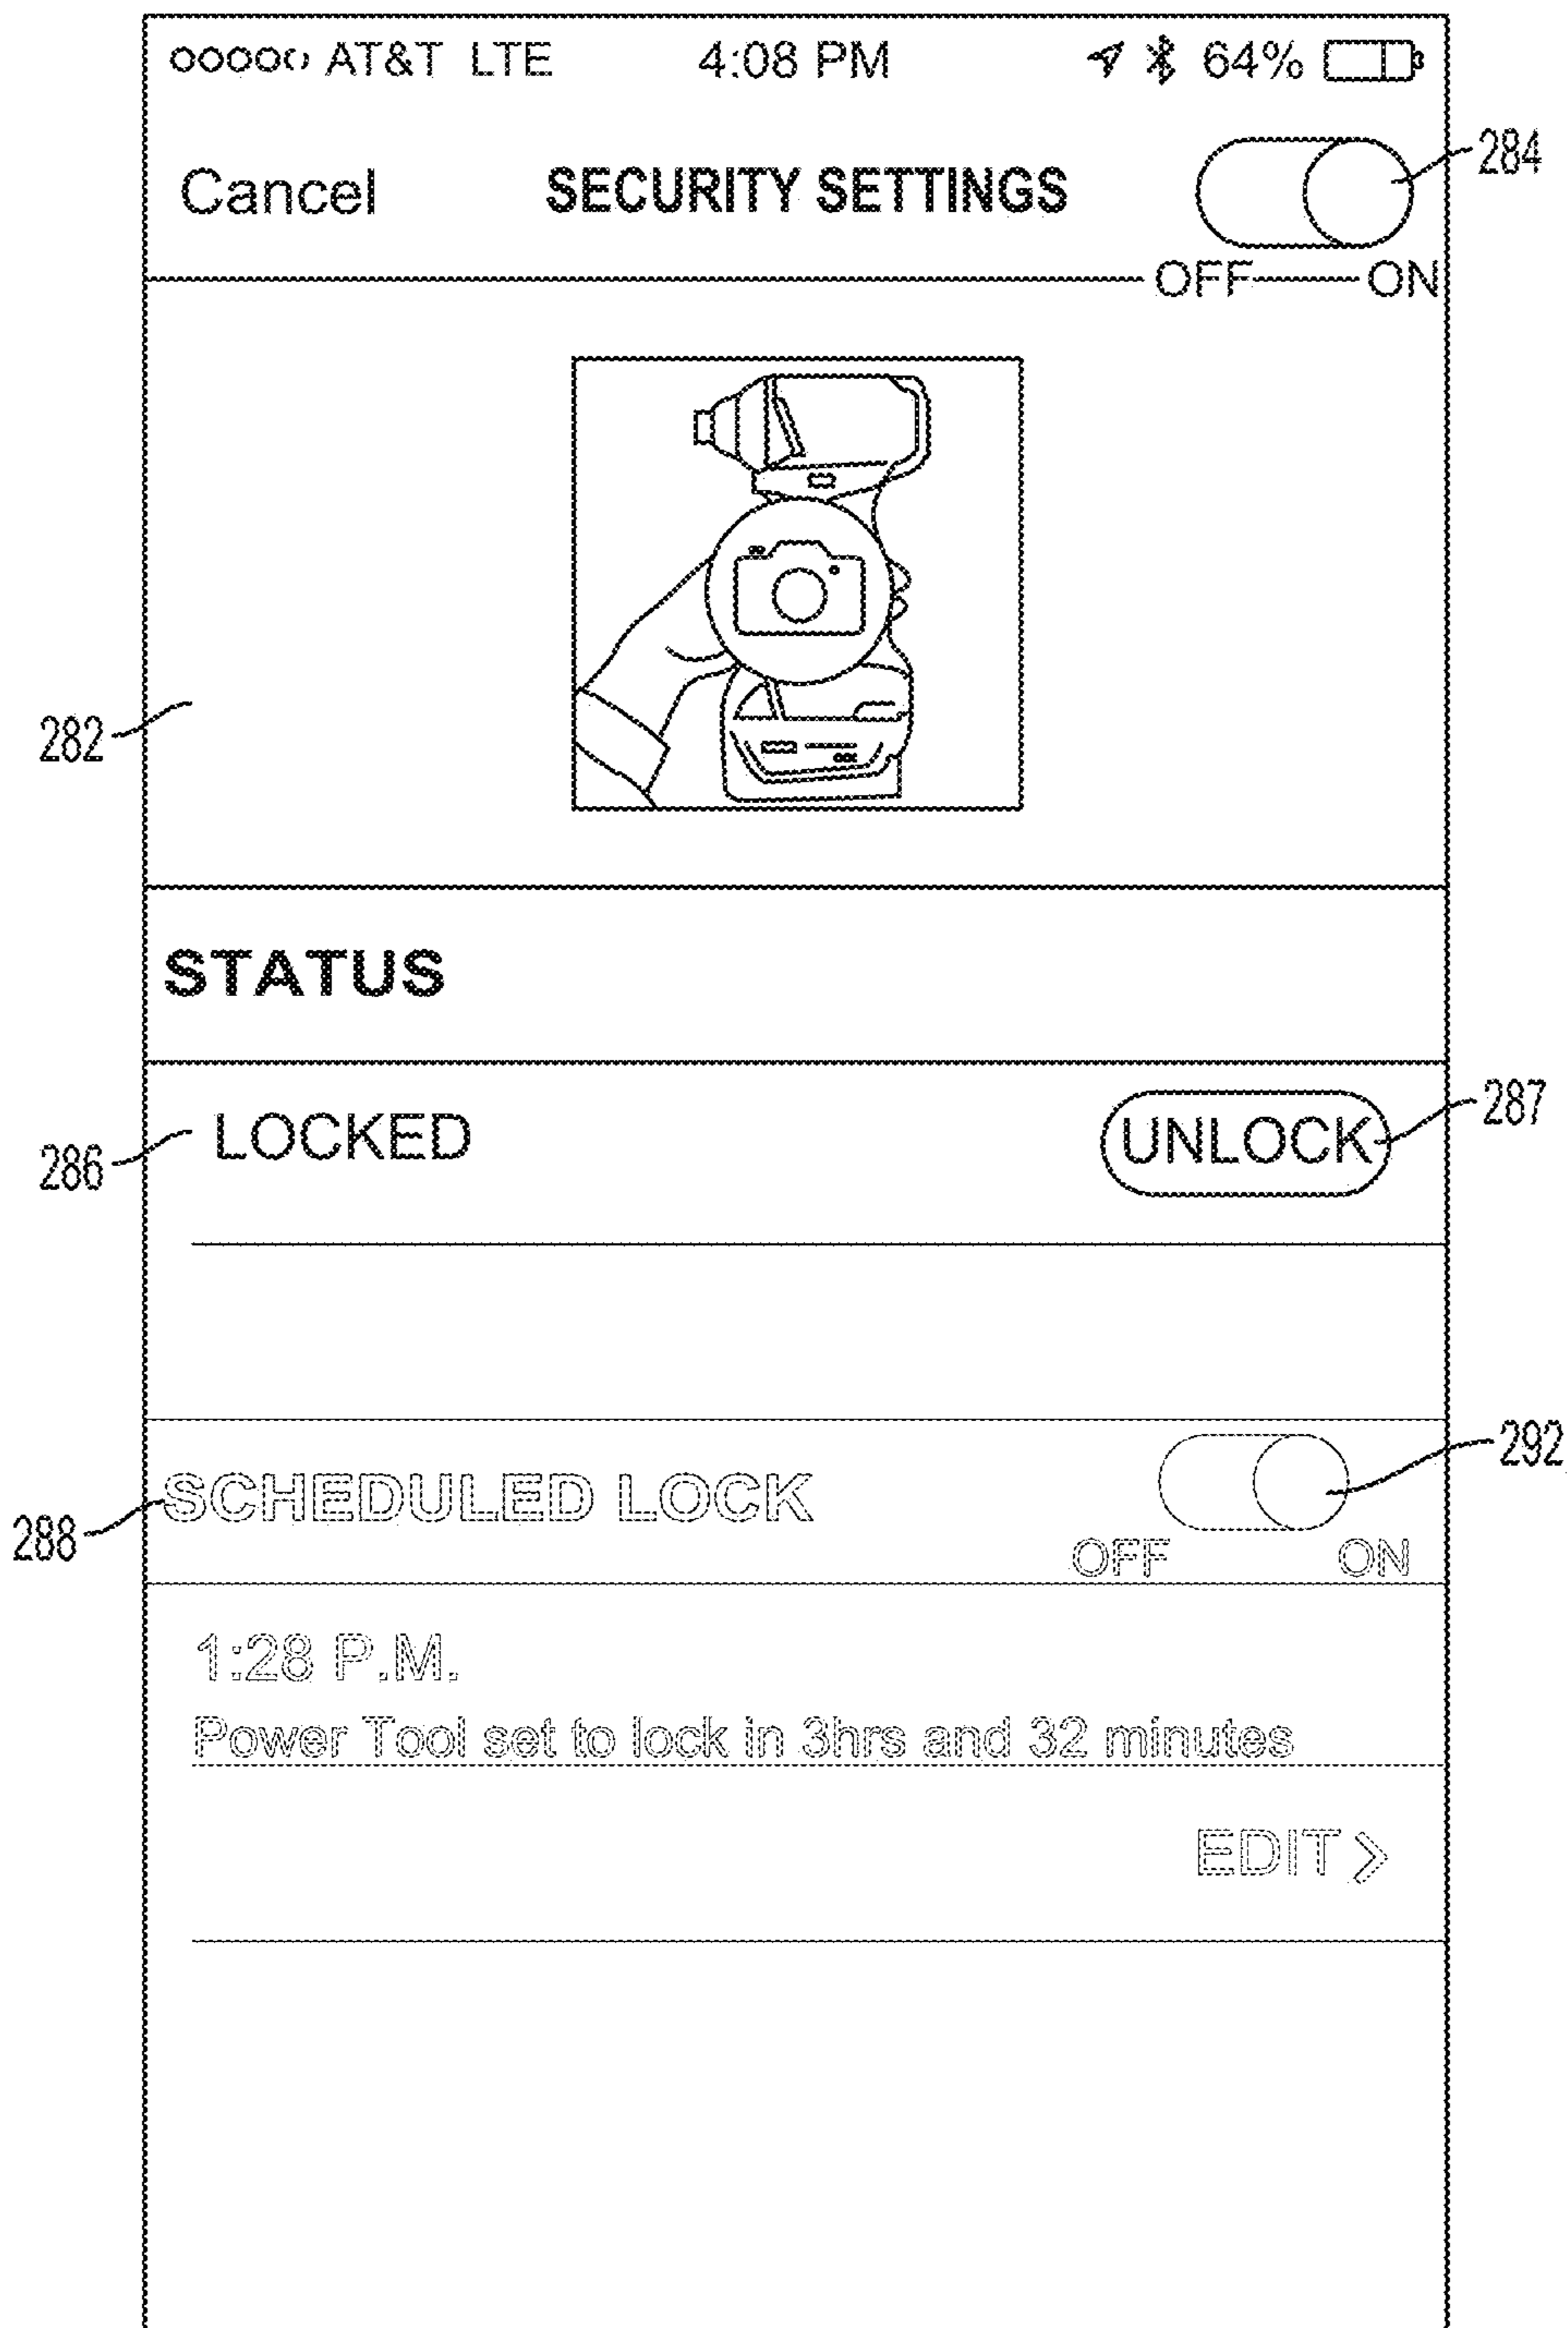 AT&T LTE 4:08 PM 64%
Cancel SECURITY SETTINGS
284
OFF ON
282
STATUS
LOCKED UNLOCK
287
286
SCHEDULED LOCK
292
288
OFF ON
1:28 P.M.
Power Tool set to lock in 3hrs and 32 minutes
EDIT >